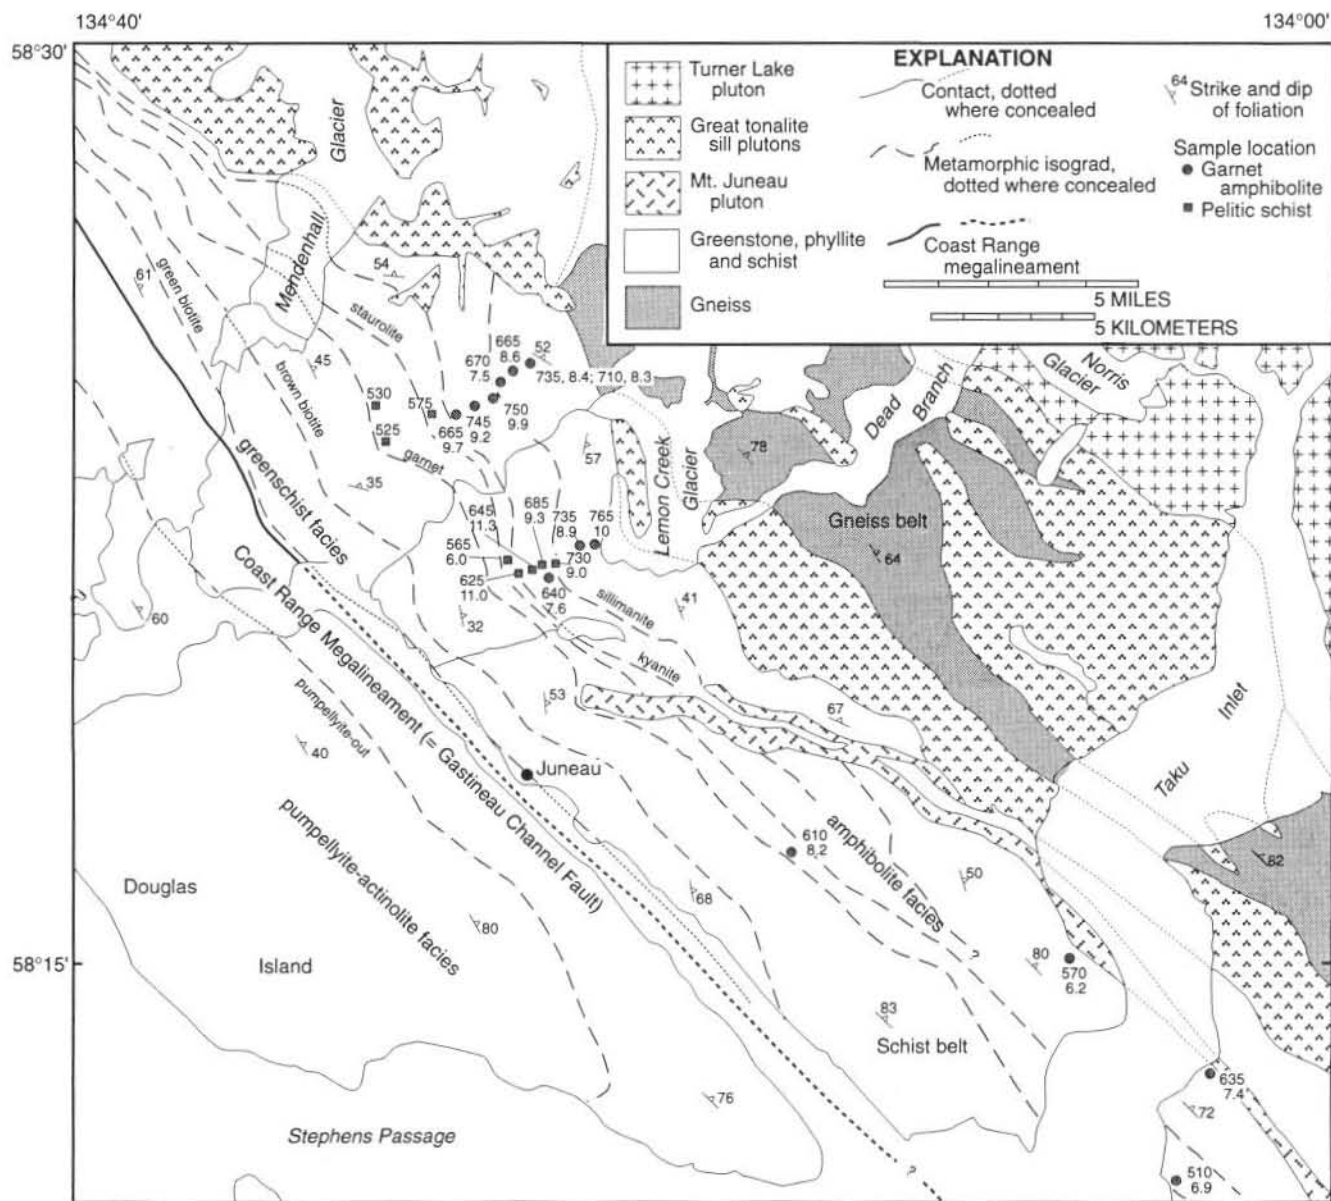 134°40'
134°00'
58°30'
58°15'
EXPLANATION
Turner Lake
pluton
Great tonalite
sill plutons
Mt. Juneau
pluton
Greenstone, phyllite
and schist
Gneiss
Contact, dotted
where concealed
Metamorphic isograd,
dotted where concealed
Coast Range
megalineament
64 Strike and dip
of foliation
Sample location
Garnet
amphibolite
Pelitic schist
5 MILES
5 KILOMETERS
Mendenhall
Glacier
54
61
green biotite
45
brown biotite
staurolite
665
8.6
52
670
7.5
735, 8.4; 710, 8.3
530
575
750
9.9
745
9.2
665
9.7
525
garnet
57
35
greenschist facies
Lemon Creek
Glacier
78
Dead
Branch
Norris
Glacier
Gneiss belt
64
645
11.3
685
9.3
735
8.9
765
10
565
6.0
730
9.0
625
11.0
640
7.6
32
sillimanite
41
kyanite
60
Coast Range Megalineament (= Gastineau Channel Fault)
pumpellyite-out
53
67
40
Juneau
Inlet
Taku
pumpellyite-actinolite facies
610
8.2
amphibolite facies
82
Douglas
Island
80
68
50
?
80
570
6.2
83
Schist belt
635
7.4
72
76
Stephens Passage
?
510
6.9